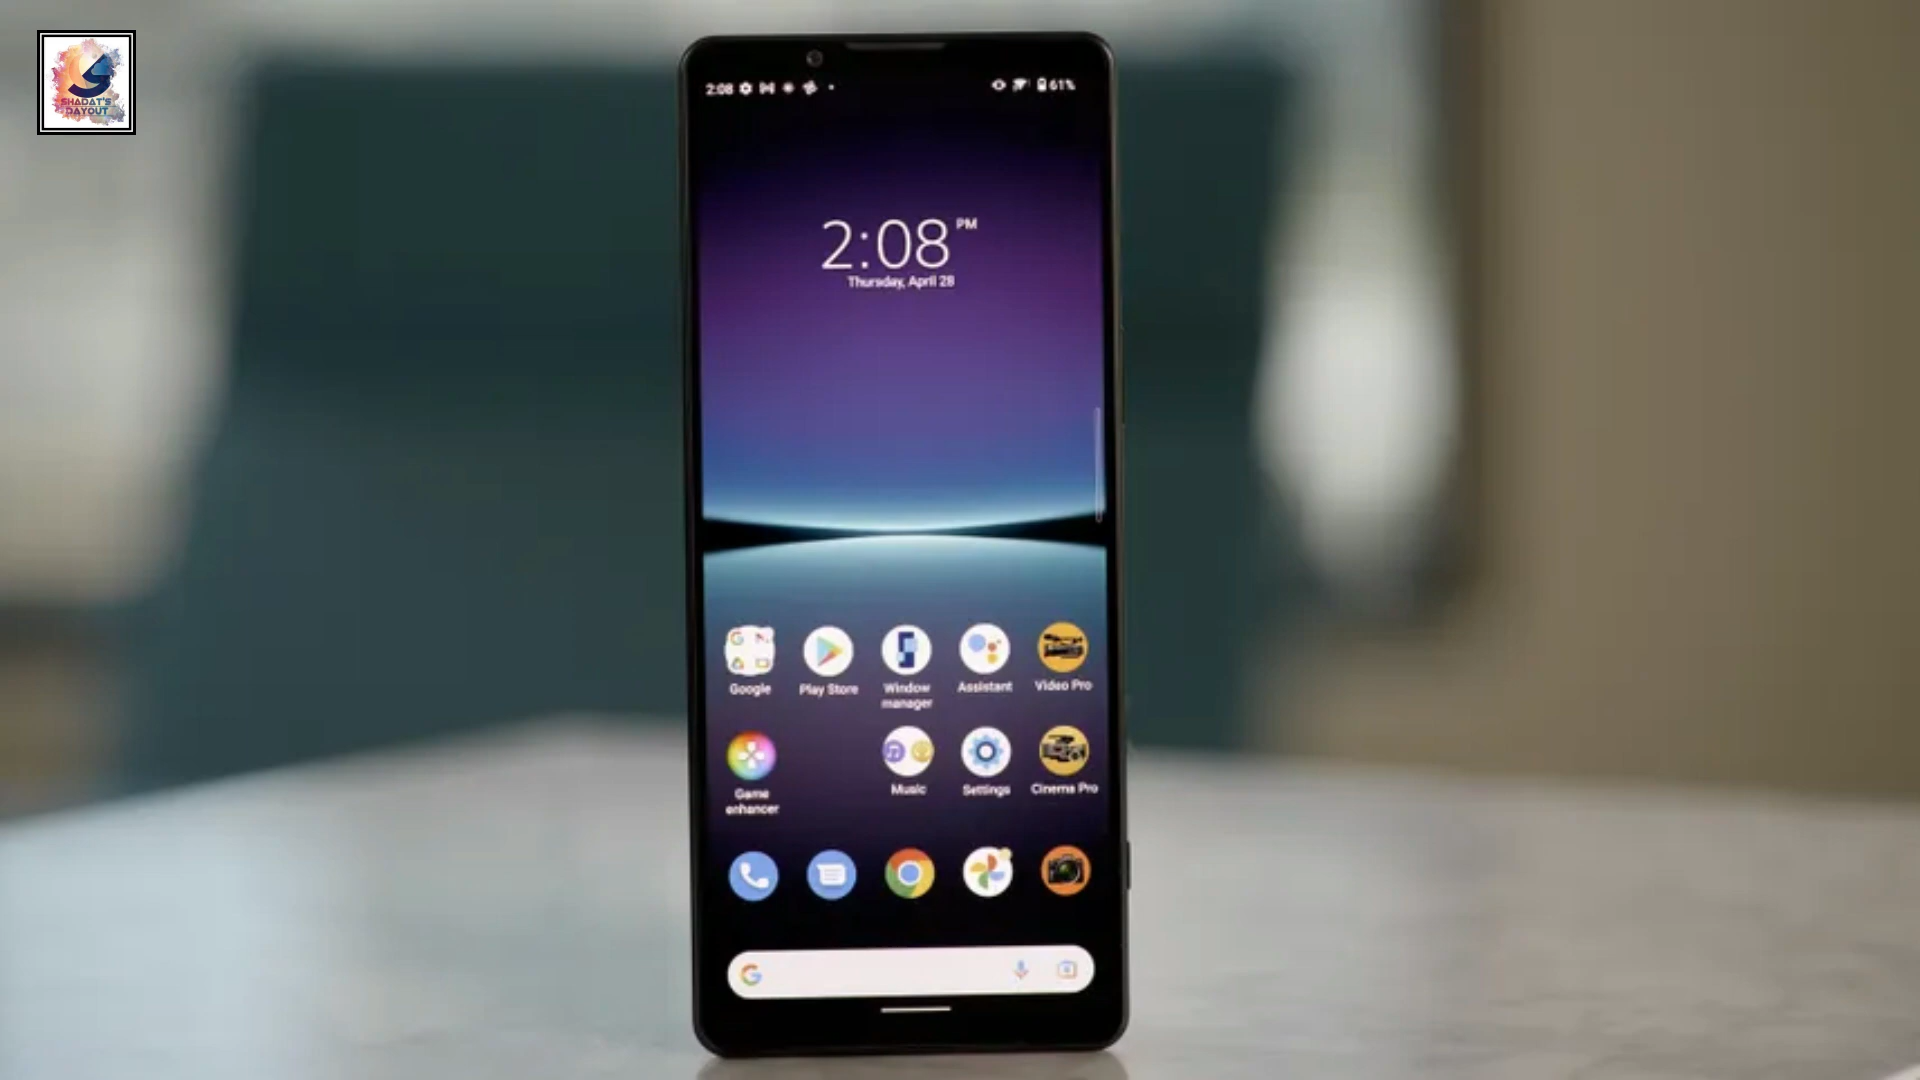 SHADAT'S
DAYOUT
2:08
61%
2:08 PM
Thursday, April 28
Google
Play Store
Window
manager
Assistant
Video Pro
Game
enhancer
Music
Settings
Cinema Pro